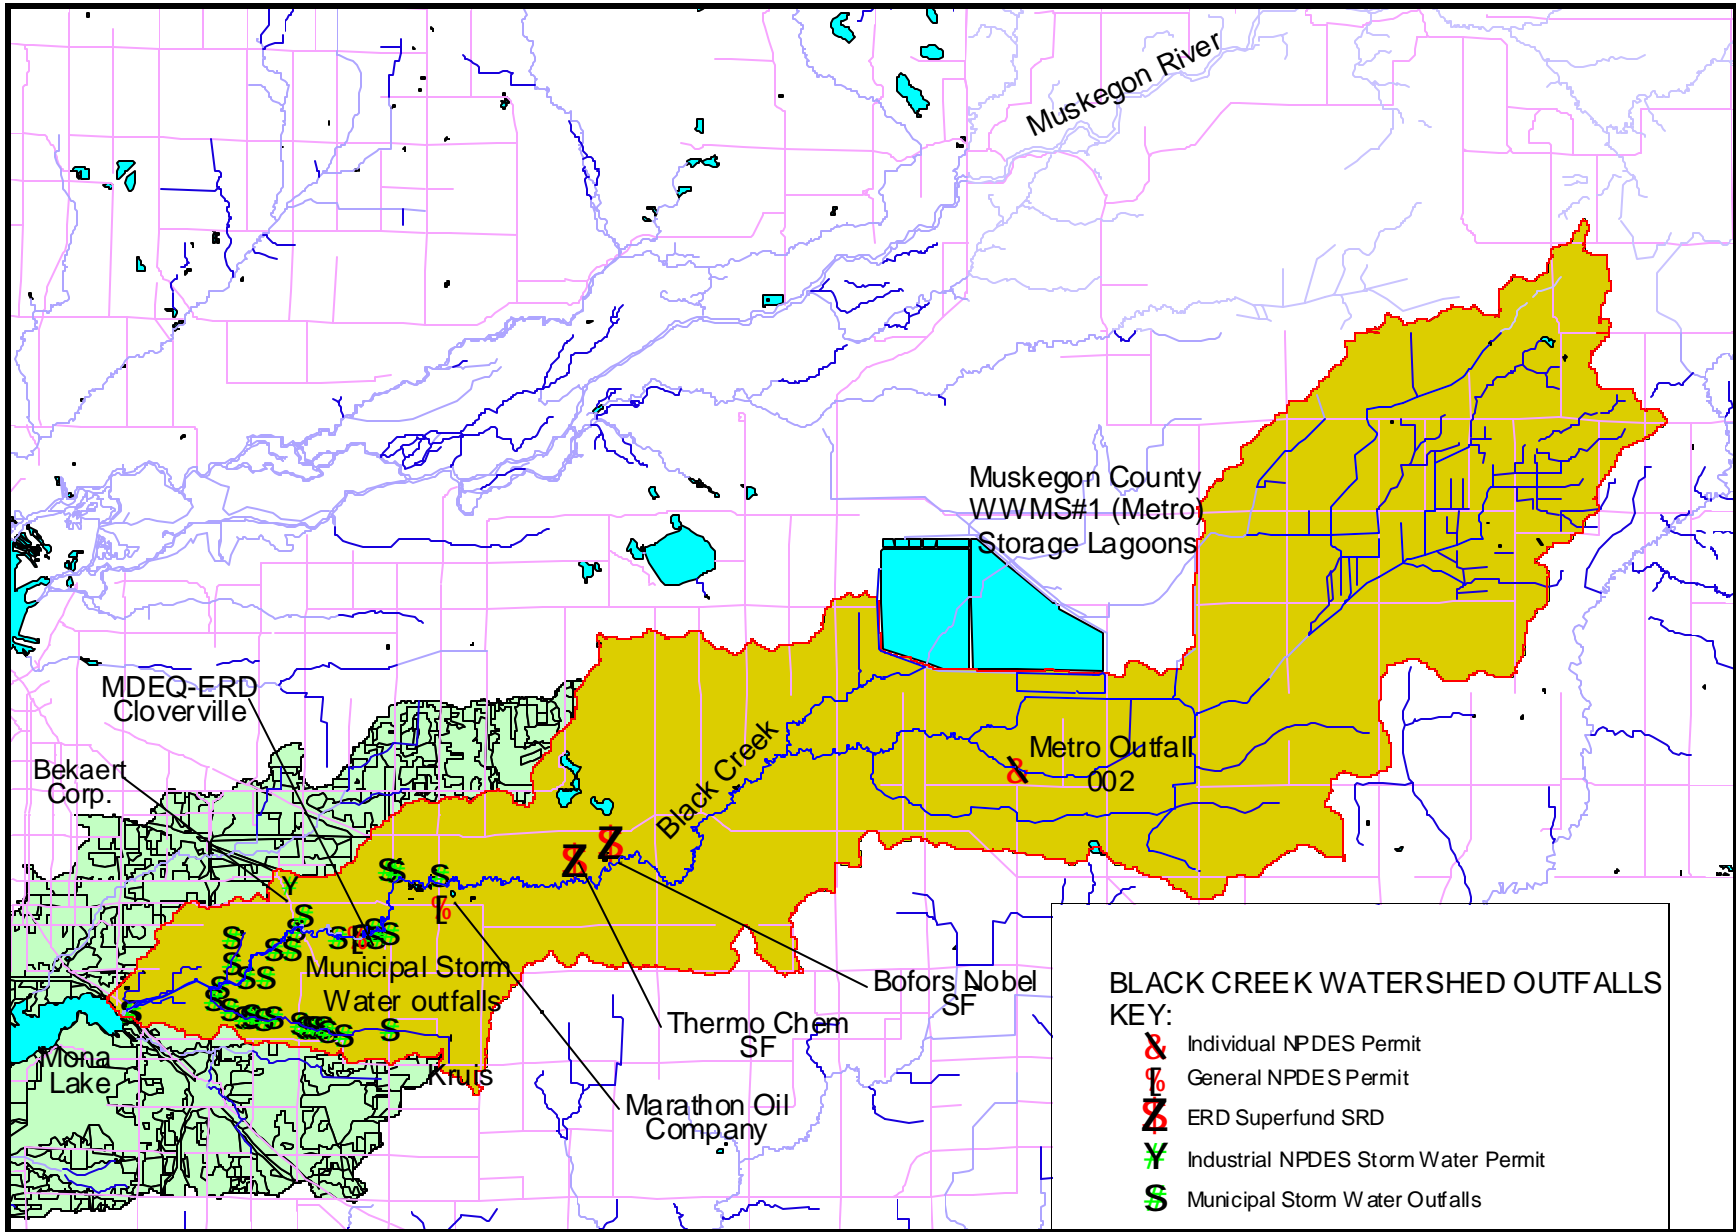 Muskegon River
Muskegon County
WWMS#1 (Metro)
Storage Lagoons
MDEQ-ERD
Cloverville
Bekaert
Corp.
Black Creek
Metro Outfall
002
Municipal Storm
Water outfalls
Bofors Nobel
SF
Thermo Chem
SF
Mona
Lake
Kruis
Marathon Oil
Company
BLACK CREEK WATERSHED OUTFALLS
KEY:
Individual NPDES Permit
General NPDES Permit
ERD Superfund SRD
Industrial NPDES Storm Water Permit
Municipal Storm Water Outfalls